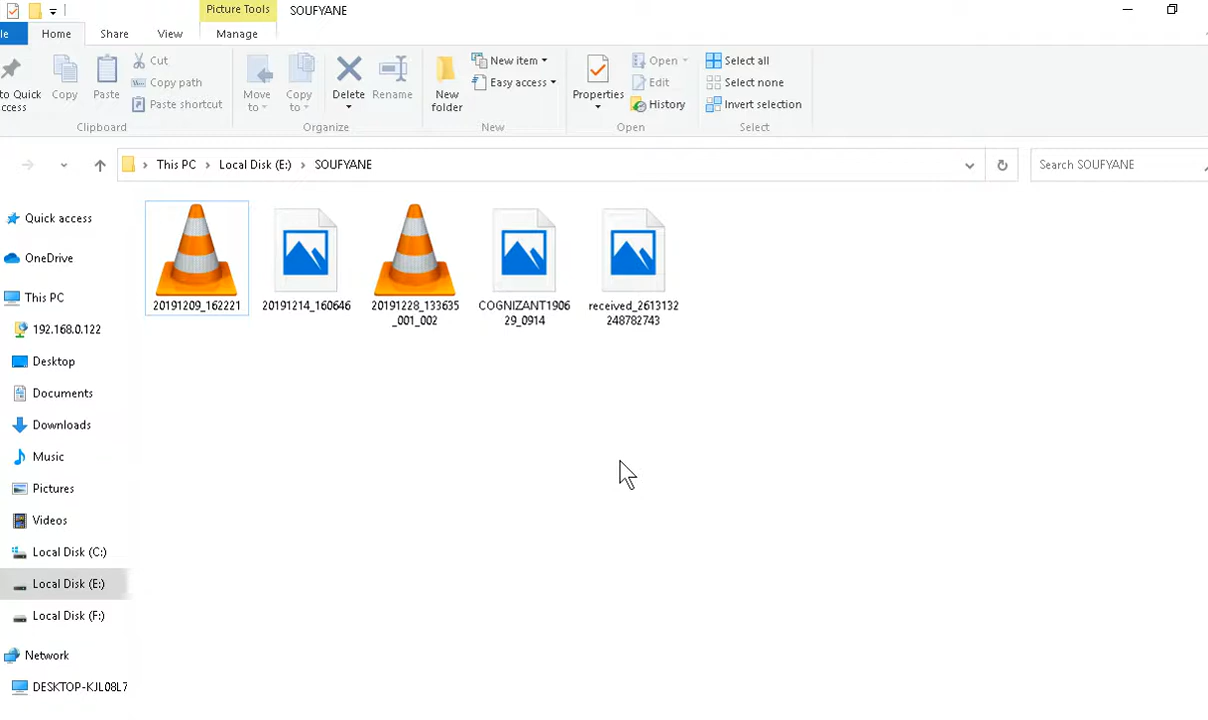 Picture Tools
SOUFYANE
le
Home
Share
View
Manage
to Quick
ccess
Copy
Paste
Cut
Copy path
Paste shortcut
Clipboard
Move
to
Copy
to
Delete
Rename
Organize
New
folder
New item
Easy access
New
Properties
Open
Edit
History
Open
Select all
Select none
Invert selection
Select
This PC > Local Disk (E:) > SOUFYANE
Search SOUFYANE
Quick access
OneDrive
This PC
192.168.0.122
Desktop
Documents
Downloads
Music
Pictures
Videos
Local Disk (C:)
Local Disk (E:)
Local Disk (F:)
Network
DESKTOP-KJL08L7
20191209_162221
20191214_160646
20191228_133635
_001_002
COGNIZANT1906
29_0914
received_2613132
248782743